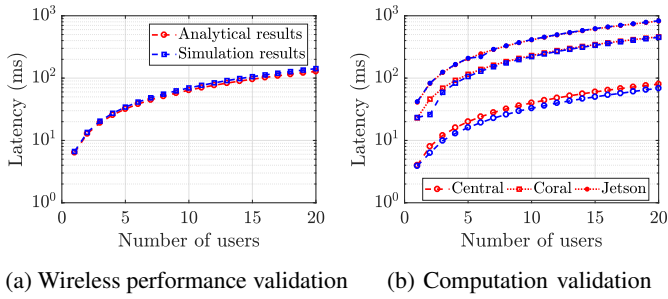 Latency (ms)
10^3
10^2
10^1
10^0
0 5 10 15 20
Number of users
Analytical results
Simulation results
(a) Wireless performance validation
Latency (ms)
10^3
10^2
10^1
10^0
0 5 10 15 20
Number of users
Central Coral Jetson
(b) Computation validation